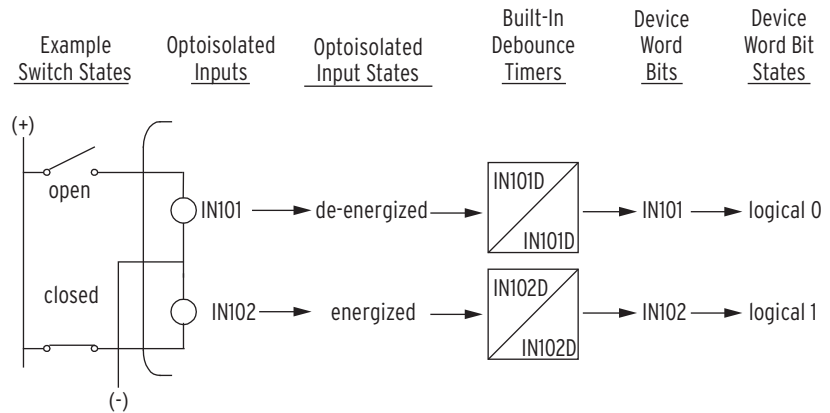 Example
Switch States
Optoisolated
Inputs
Optoisolated
Input States
Built-In
Debounce
Timers
Device
Word
Bits
Device
Word Bit
States
(+)
open
IN101
de-energized
IN101D
IN101D
IN101
logical 0
closed
IN102
energized
IN102D
IN102D
IN102
logical 1
(-)